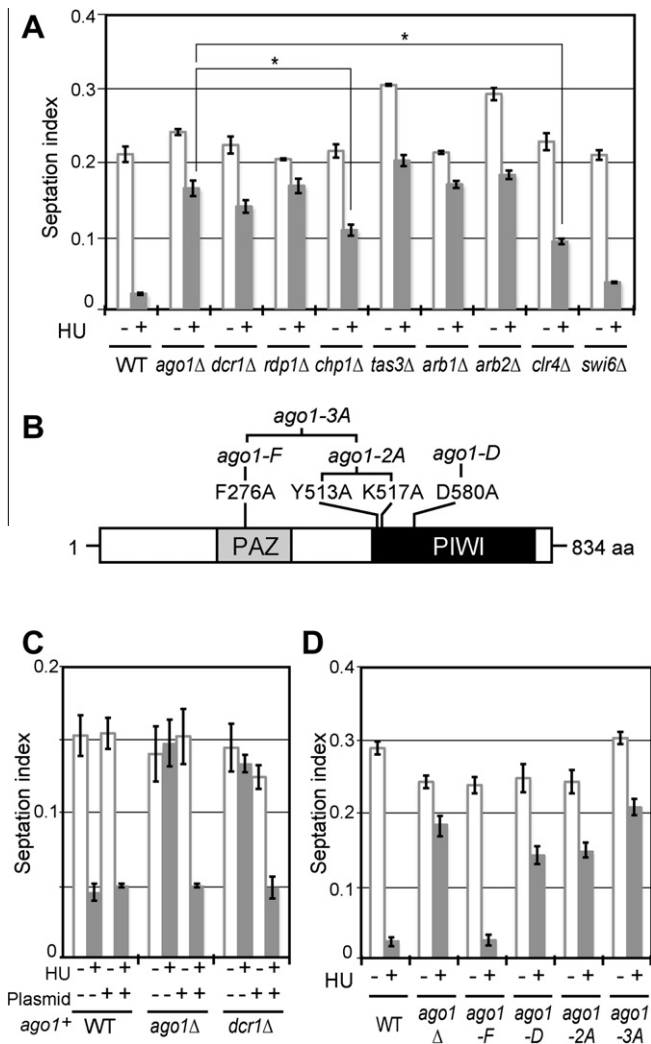 A
Septation index
0.4
0.3
0.2
0.1
0
* *
HU - + - + - + - + - + - + - + - + - + - +
WT ago1Δ dcr1Δ rdp1Δ chp1Δ tas3Δ arb1Δ arb2Δ clr4Δ swi6Δ
B
ago1-3A
ago1-F ago1-2A ago1-D
F276A Y513A K517A D580A
1 PAZ PIWI 834 aa
C
Septation index
0.2
0.1
0
HU - + - + - + - + - + - +
Plasmid - - + + - - + + - - + +
ago1+ WT ago1Δ dcr1Δ
D
Septation index
0.4
0.3
0.2
0.1
0
HU - + - + - + - + - + - +
WT ago1 ago1 ago1 ago1 ago1
Δ -F -D -2A -3A